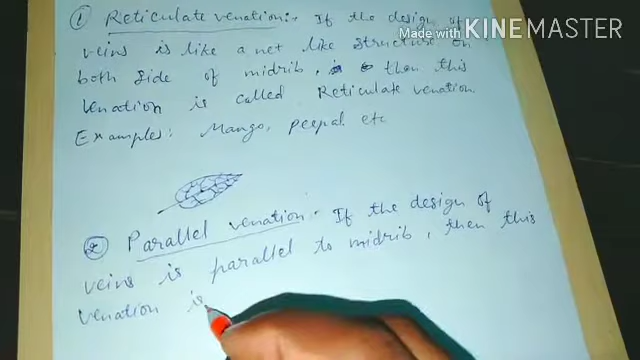 ① Reticulate venation:- If the design of
Made with KINEMASTER
veins is like a net like structure on
both side of midrib, then this
venation is called Reticulate venation.
Examples: Mango, peepal etc
② Parallel venation:- If the design of
veins is parallel to midrib, then this
venation is